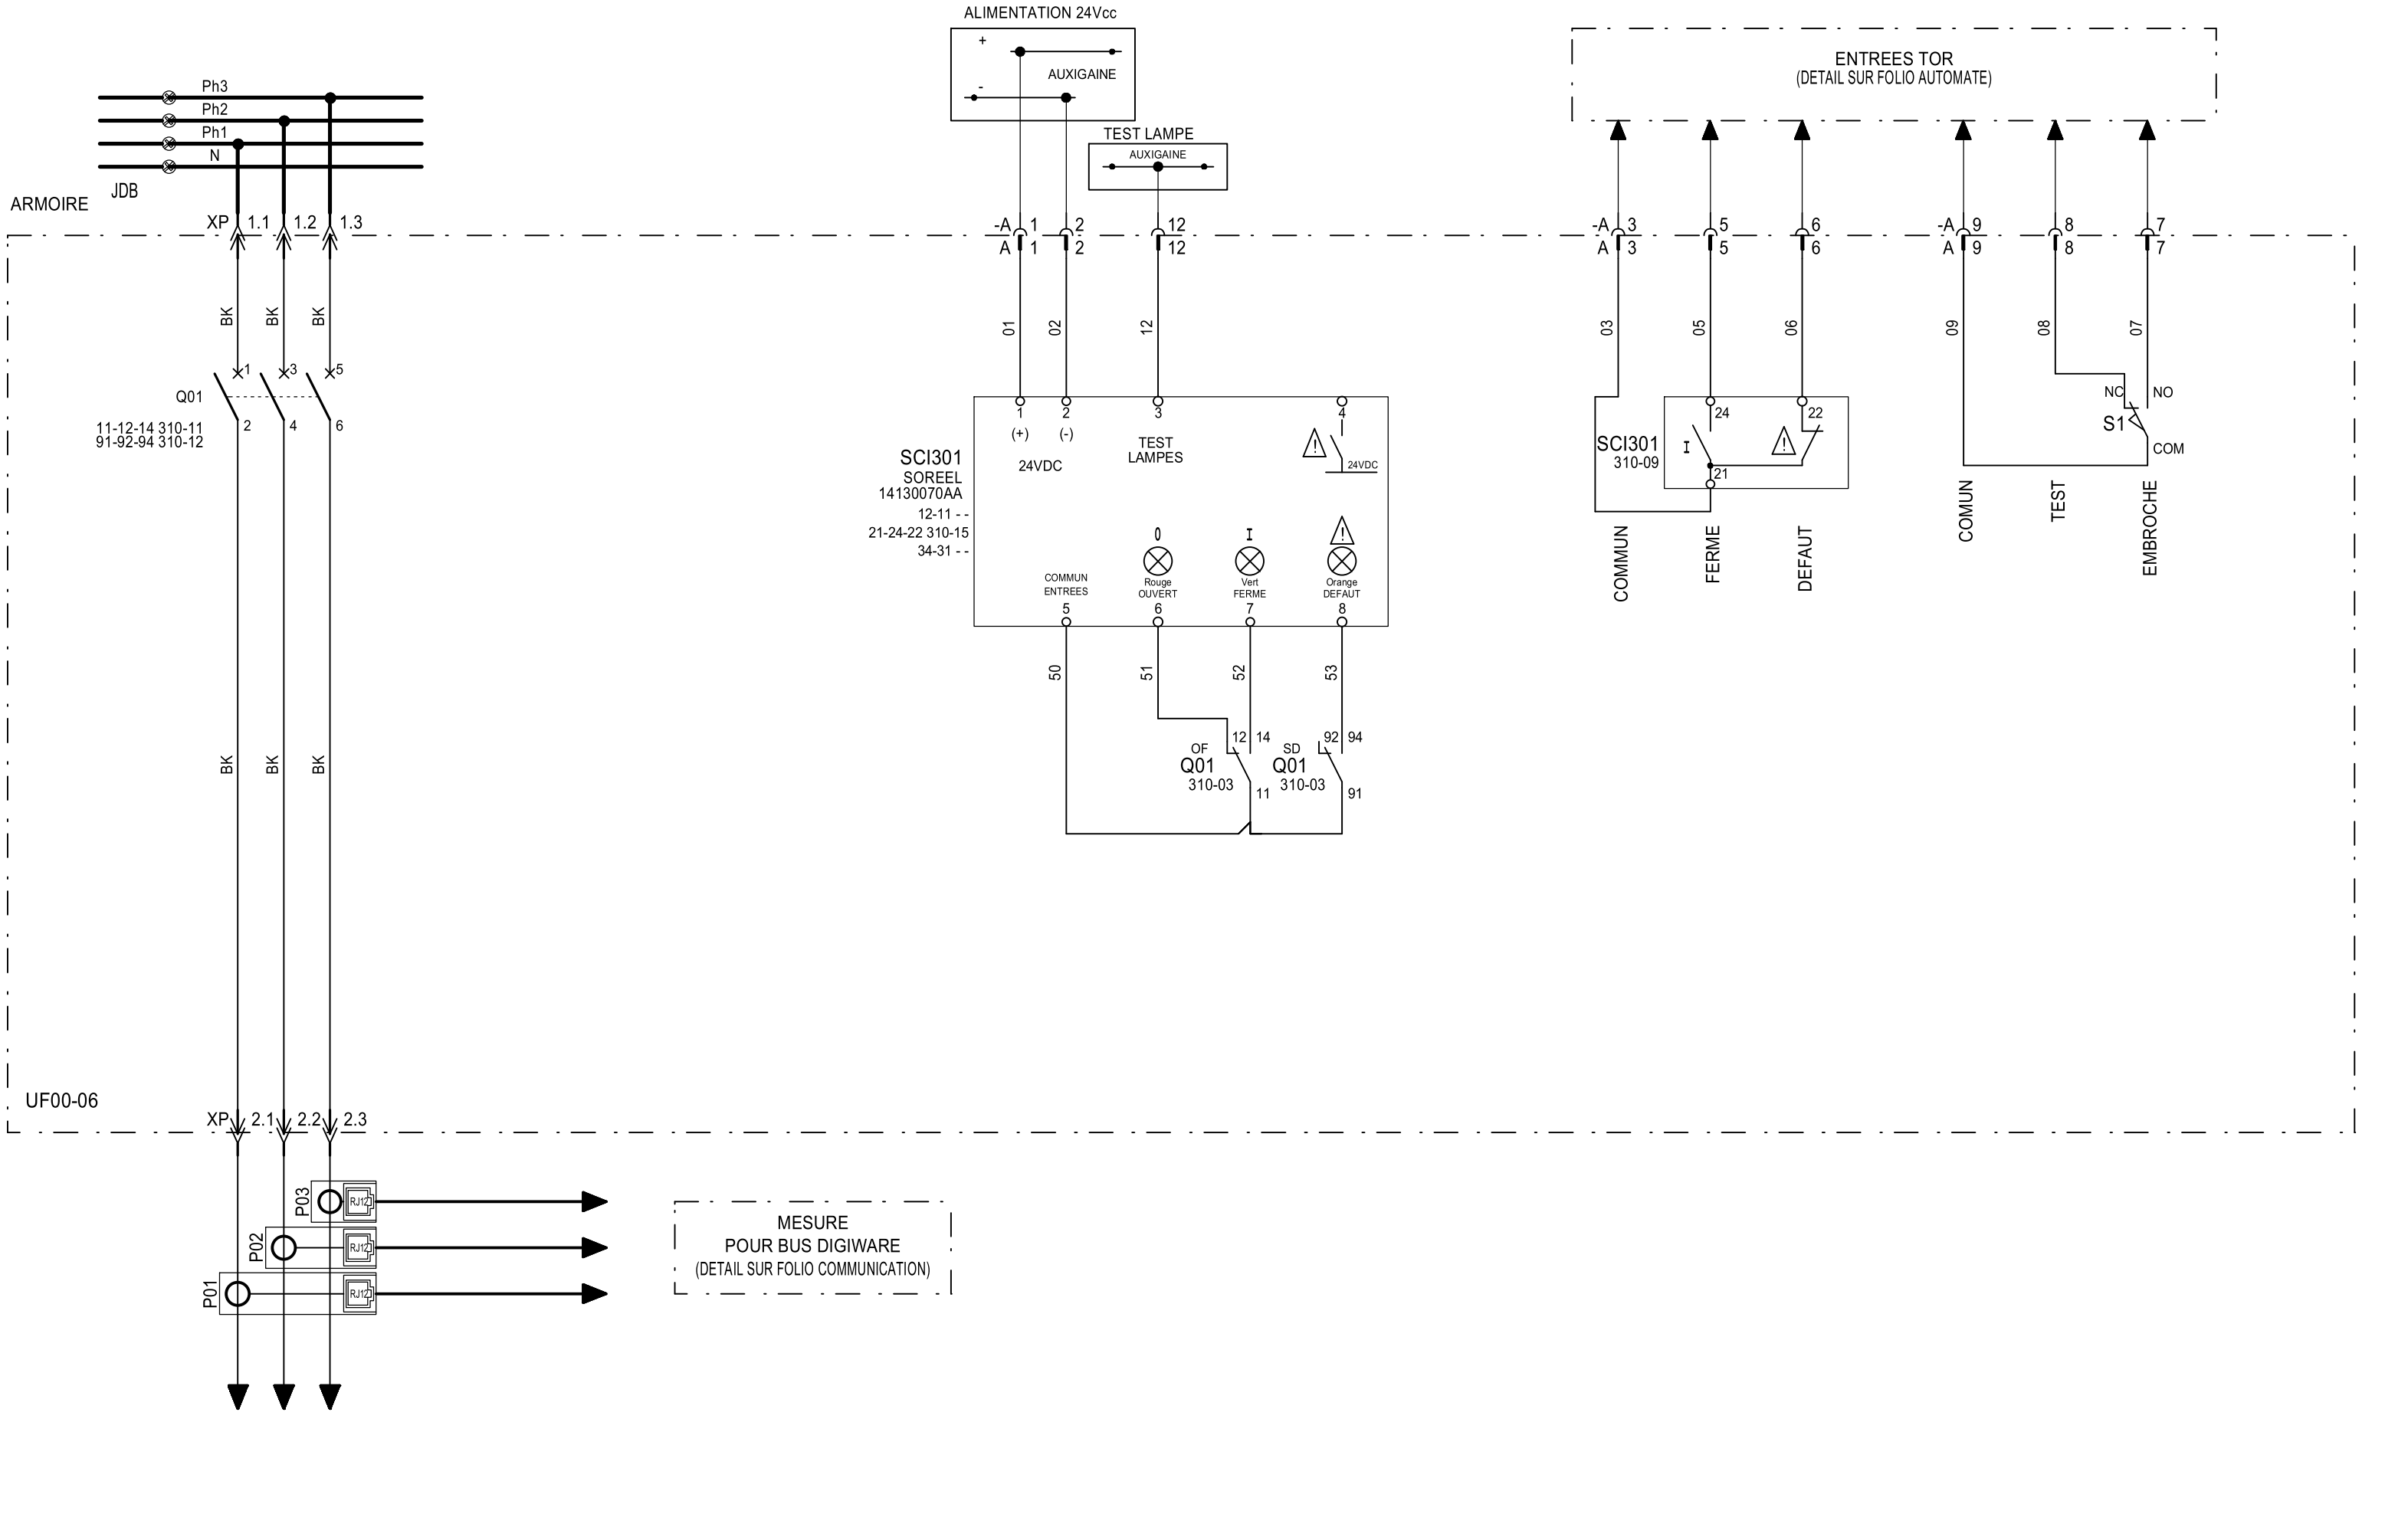 ALIMENTATION 24Vcc
+
AUXIGAINE
-
TEST LAMPE
AUXIGAINE
ENTREES TOR
(DETAIL SUR FOLIO AUTOMATE)
Ph3
Ph2
Ph1
N
JDB
ARMOIRE
XP 1.1 1.2 1.3
-A 1 2 12
A 1 2 12
-A 3 5 6
A 3 5 6
-A 9 8 7
A 9 8 7
BK BK BK
01 02 12
03 05 06
09 08 07
Q01
1 3 5
2 4 6
11-12-14 310-11
91-92-94 310-12
SCI301
SOREEL
14130070AA
12-11 - -
21-24-22 310-15
34-31 - -
1 2 3 4
(+) (-)
24VDC
TEST
LAMPES
!
24VDC
0 I !
COMMUN
ENTREES
Rouge
OUVERT
Vert
FERME
Orange
DEFAUT
5 6 7 8
50 51 52 53
OF
Q01
310-03
12 14
11
SD
Q01
310-03
92 94
91
SCI301
310-09
24 22
I !
21
COMMUN
FERME
DEFAUT
NC NO
S1
COM
COMUN
TEST
EMBROCHE
BK BK BK
UF00-06
XP 2.1 2.2 2.3
P03 RJ12
P02 RJ12
P01 RJ12
MESURE
POUR BUS DIGIWARE
(DETAIL SUR FOLIO COMMUNICATION)